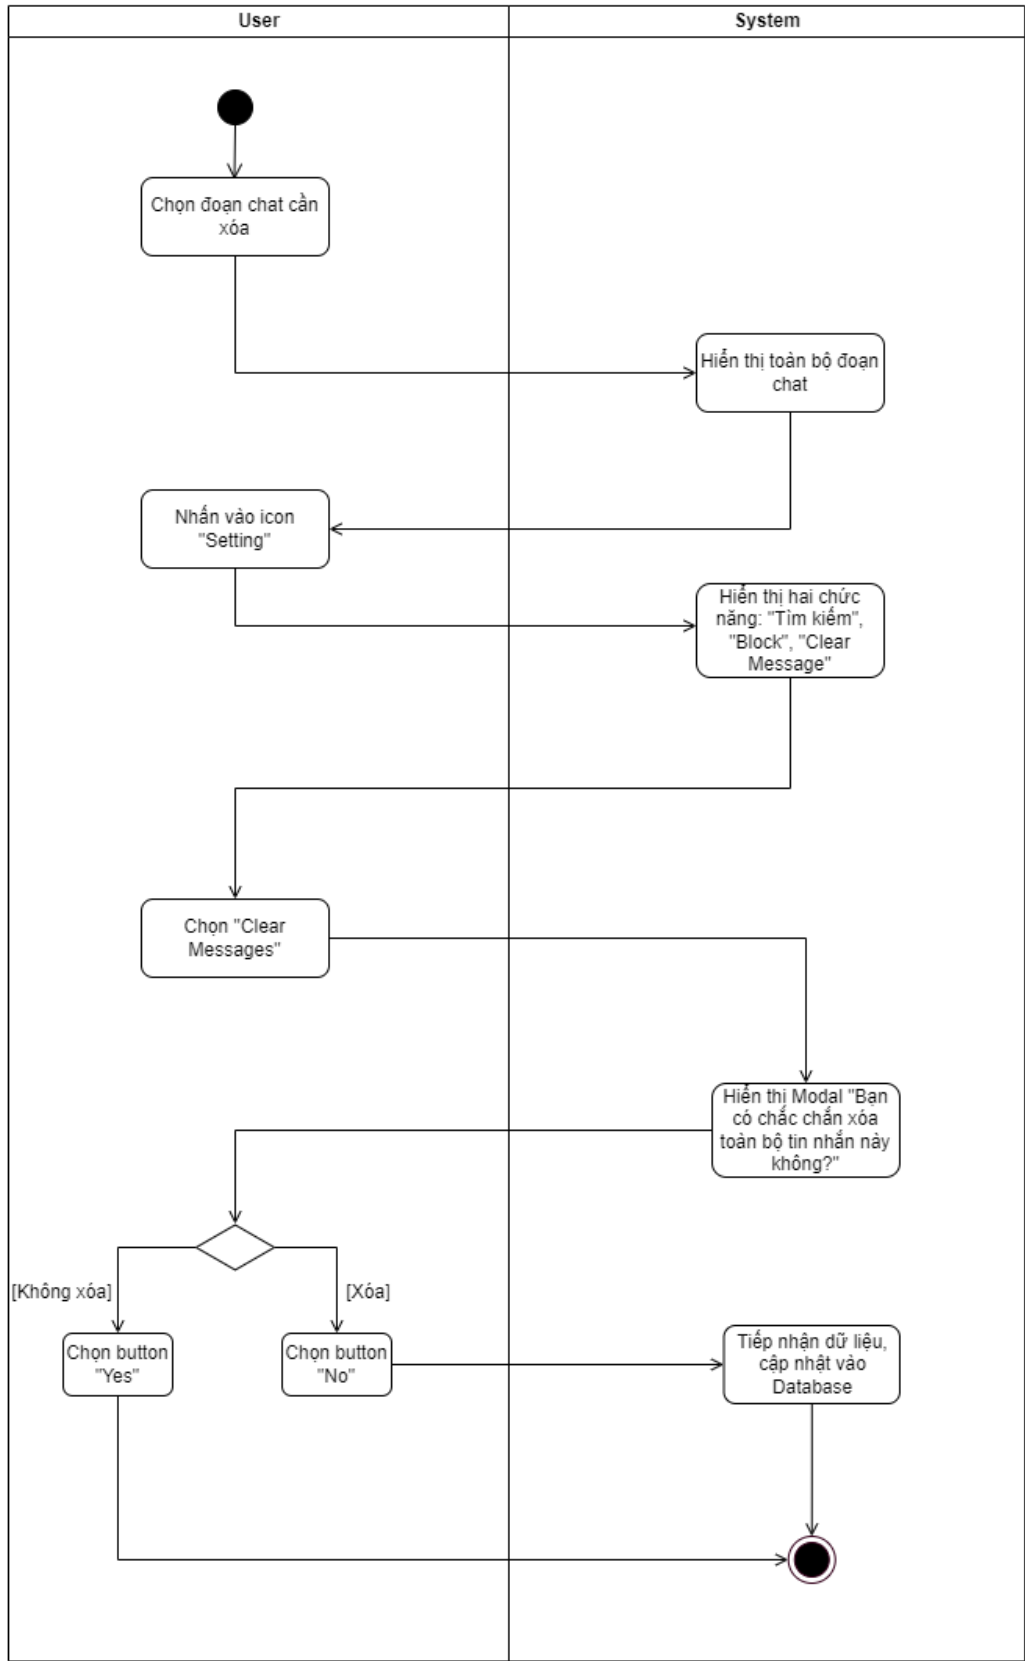 User
System
Chọn đoạn chat cần
xóa
Hiển thị toàn bộ đoạn
chat
Nhấn vào icon
"Setting"
Hiển thị hai chức
năng: "Tìm kiếm",
"Block", "Clear
Message"
Chọn "Clear
Messages"
Hiển thị Modal "Bạn
có chắc chắn xóa
toàn bộ tin nhắn này
không?"
[Không xóa]
[Xóa]
Chọn button
"Yes"
Chọn button
"No"
Tiếp nhận dữ liệu,
cập nhật vào
Database